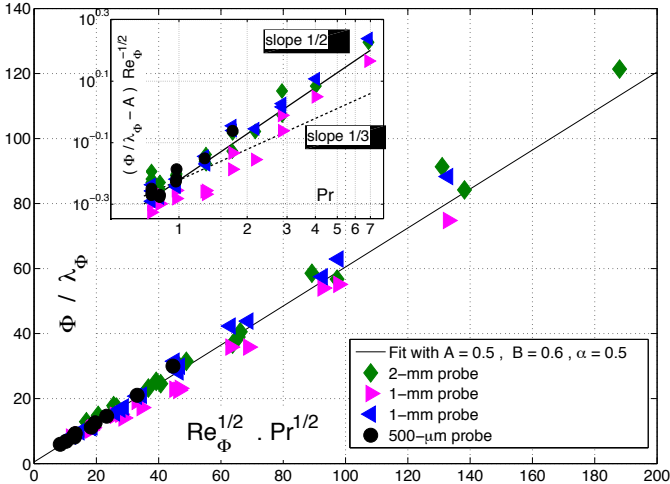 140
120
100
80
60
40
20
0
Φ / λ_Φ
10^0.3
10^0.1
10^-0.1
10^-0.3
( Φ / λ_Φ − A ) Re_Φ^-1/2
slope 1/2
slope 1/3
Pr
1 2 3 4 5 6 7
Fit with A = 0.5 , B = 0.6 , α = 0.5
2−mm probe
1−mm probe
1−mm probe
500−μm probe
Re_Φ^1/2 . Pr^1/2
0 20 40 60 80 100 120 140 160 180 200